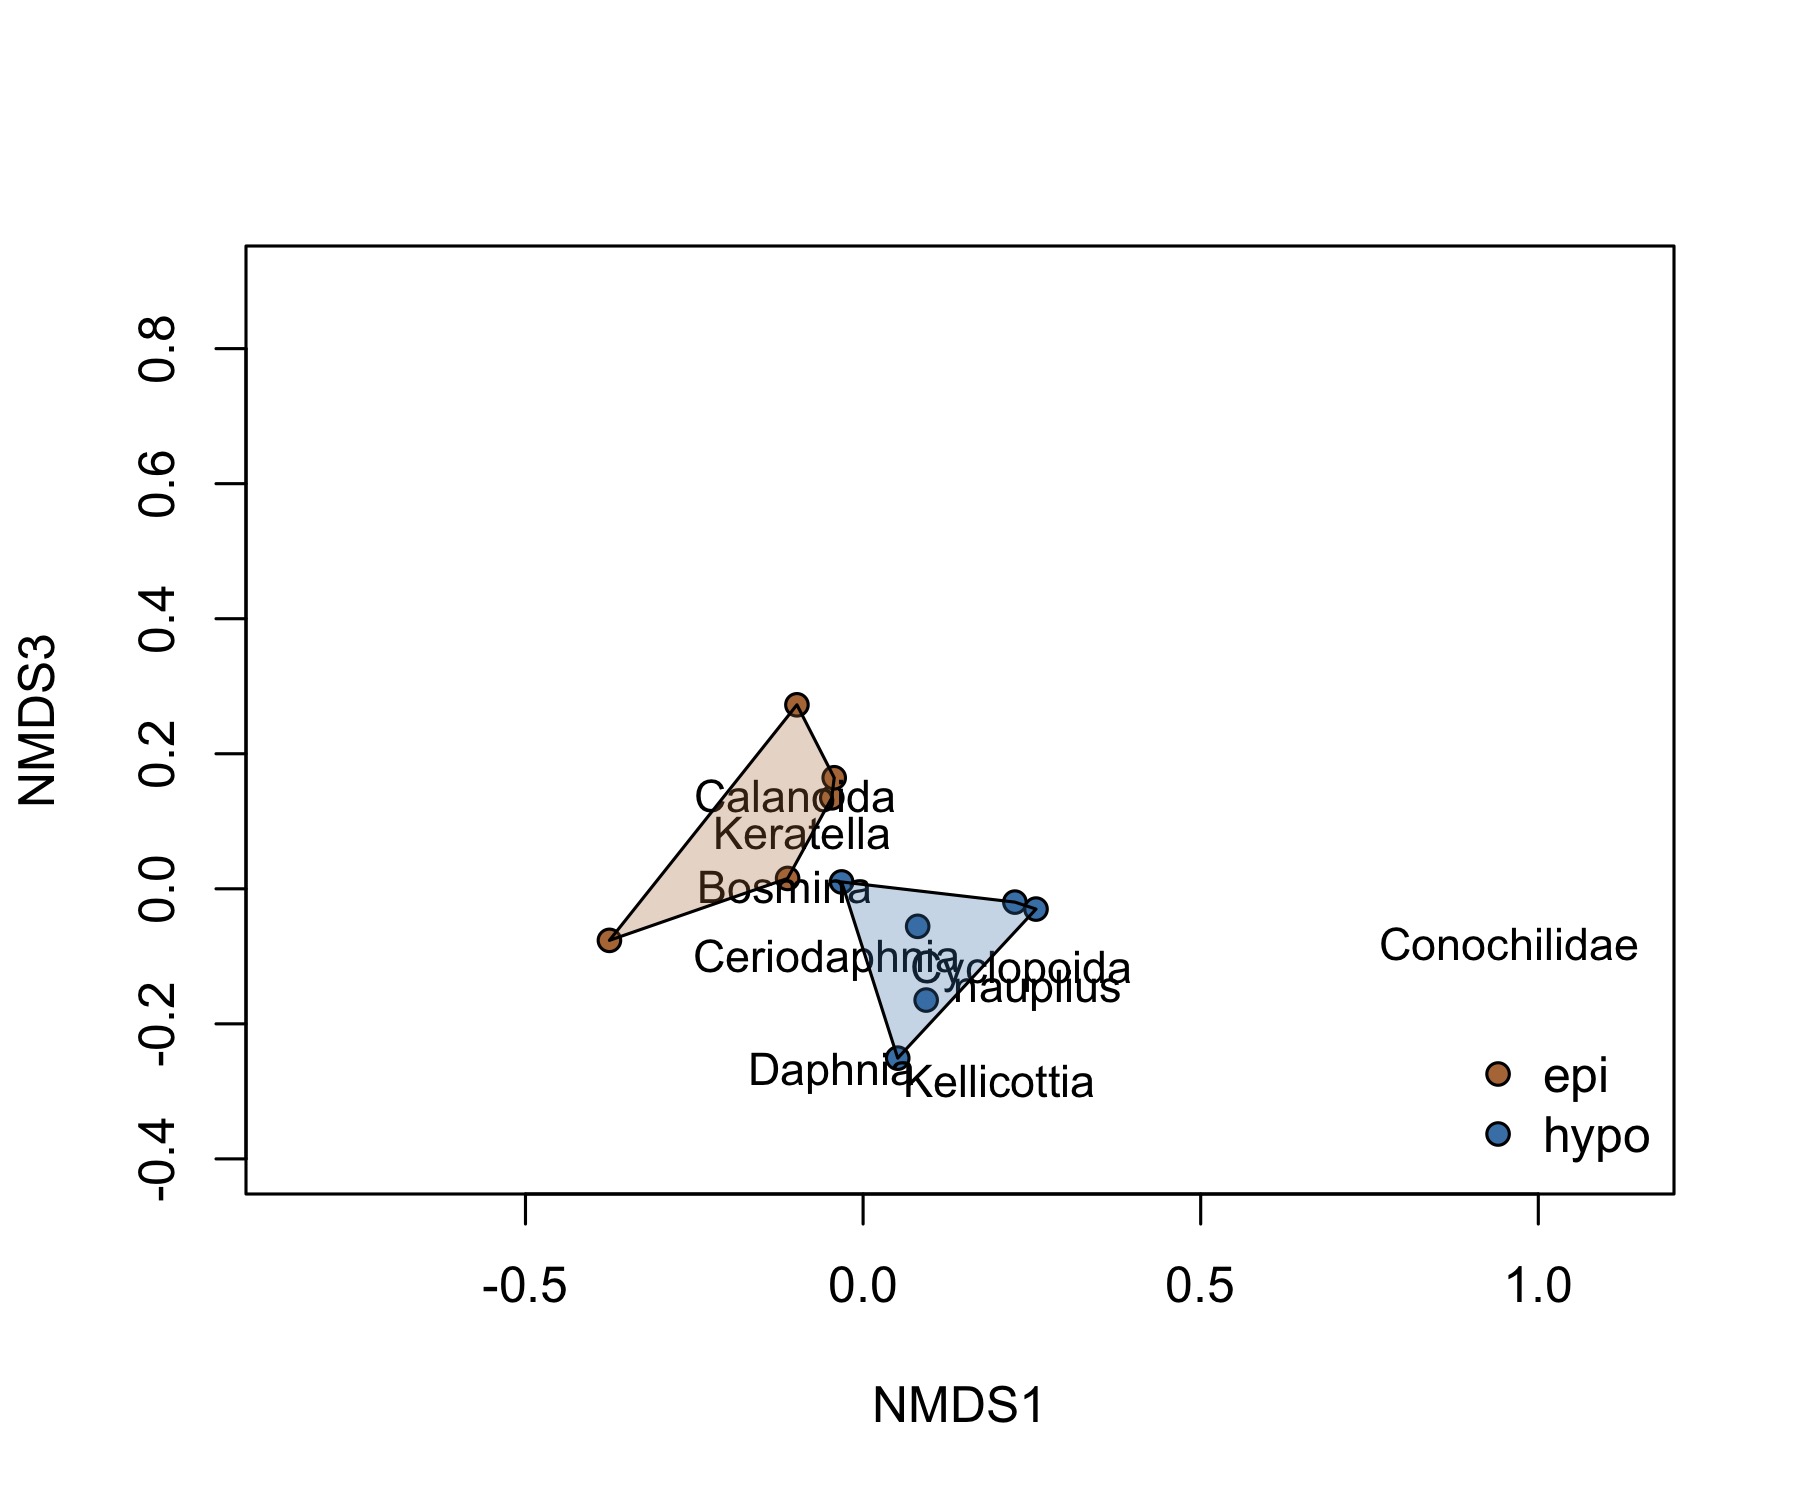 NMDS3
0.8
0.6
0.4
0.2
0.0
-0.2
-0.4
Calanoida
Keratella
Bosmina
Ceriodaphnia
Cyclopoida
nauplius
Conochilidae
Daphnia
Kellicottia
epi
hypo
-0.5
0.0
0.5
1.0
NMDS1